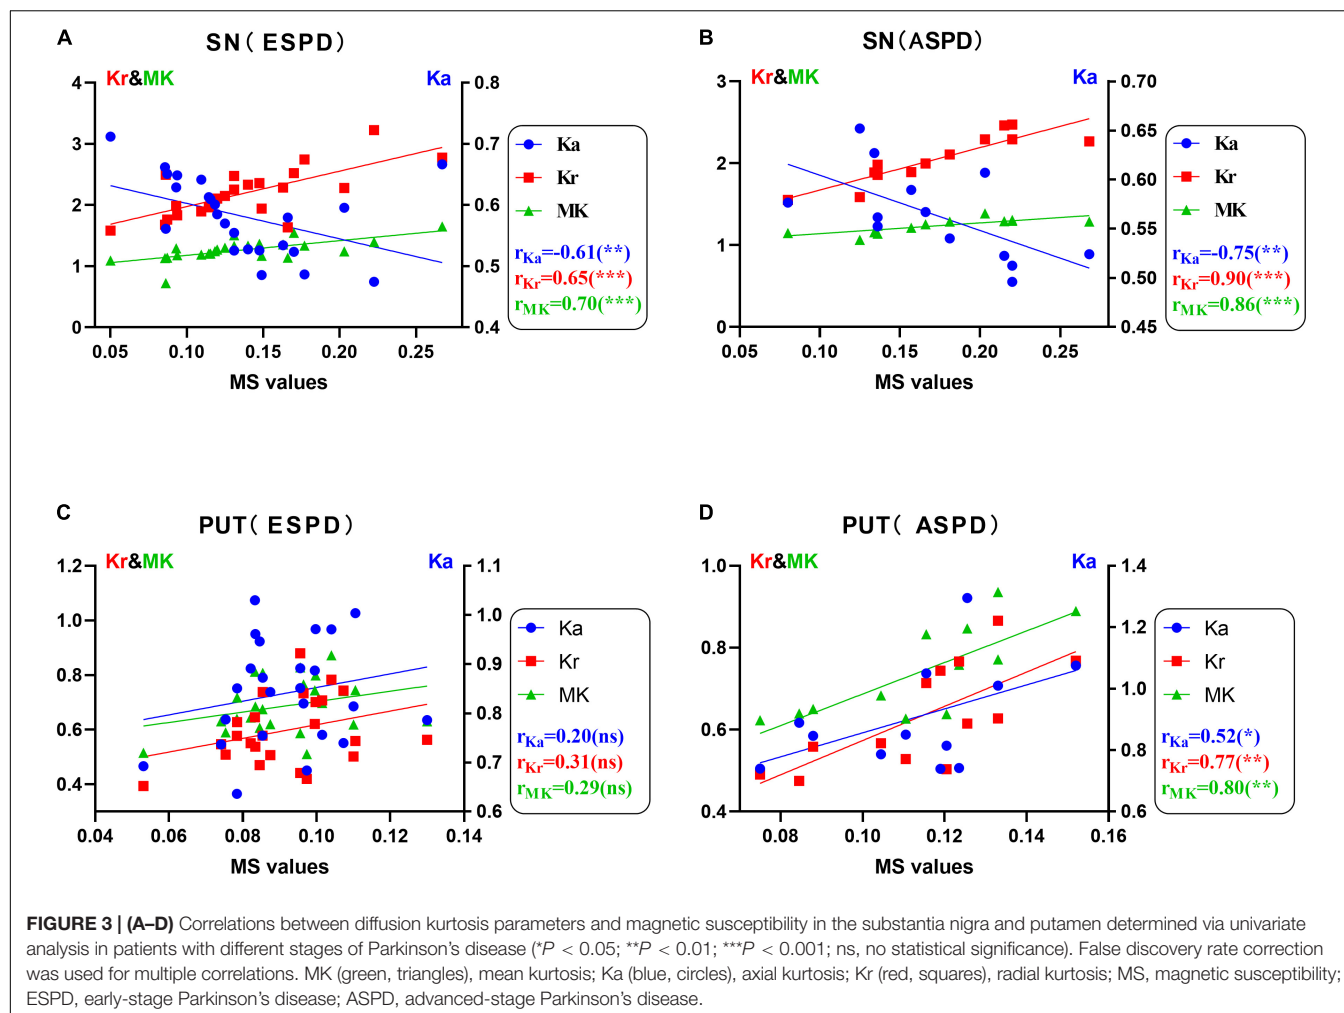 A
SN( ESPD)
Kr&MK
Ka
4
3
2
1
0
0.8
0.7
0.6
0.5
0.4
0.05 0.10 0.15 0.20 0.25
MS values
Ka
Kr
MK
rKa=-0.61(**)
rKr=0.65(***)
rMK=0.70(***)
B
SN(ASPD)
Kr&MK
Ka
3
2
1
0
0.70
0.65
0.60
0.55
0.50
0.45
0.05 0.10 0.15 0.20 0.25
MS values
Ka
Kr
MK
rKa=-0.75(**)
rKr=0.90(***)
rMK=0.86(***)
C
PUT( ESPD)
Kr&MK
Ka
1.2
1.0
0.8
0.6
0.4
1.1
1.0
0.9
0.8
0.7
0.6
0.04 0.06 0.08 0.10 0.12 0.14
MS values
Ka
Kr
MK
rKa=0.20(ns)
rKr=0.31(ns)
rMK=0.29(ns)
D
PUT( ASPD)
Kr&MK
Ka
1.0
0.8
0.6
0.4
1.4
1.2
1.0
0.8
0.6
0.08 0.10 0.12 0.14 0.16
MS values
Ka
Kr
MK
rKa=0.52(*)
rKr=0.77(**)
rMK=0.80(**)
FIGURE 3 | (A–D) Correlations between diffusion kurtosis parameters and magnetic susceptibility in the substantia nigra and putamen determined via univariate
analysis in patients with different stages of Parkinson's disease (*P < 0.05; **P < 0.01; ***P < 0.001; ns, no statistical significance). False discovery rate correction
was used for multiple correlations. MK (green, triangles), mean kurtosis; Ka (blue, circles), axial kurtosis; Kr (red, squares), radial kurtosis; MS, magnetic susceptibility;
ESPD, early-stage Parkinson's disease; ASPD, advanced-stage Parkinson's disease.